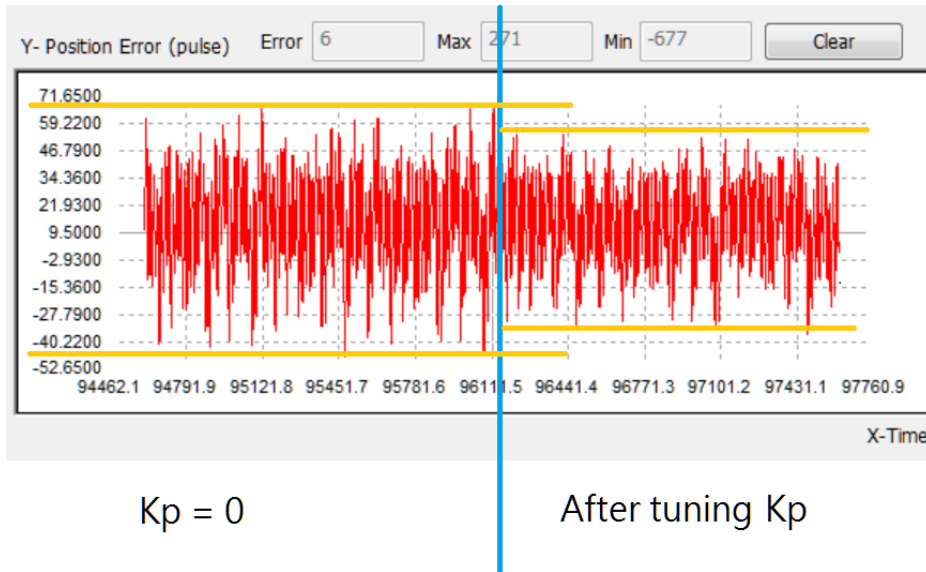 Y- Position Error (pulse) Error 6 Max 271 Min -677 Clear
71.6500
59.2200
46.7900
34.3600
21.9300
9.5000
-2.9300
-15.3600
-27.7900
-40.2200
-52.6500
94462.1 94791.9 95121.8 95451.7 95781.6 96111.5 96441.4 96771.3 97101.2 97431.1 97760.9
X-Time
Kp = 0
After tuning Kp